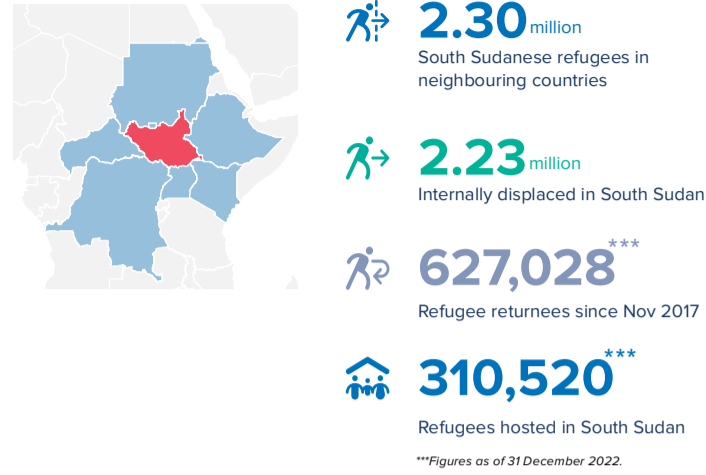 2.30 million
South Sudanese refugees in
neighbouring countries
2.23 million
Internally displaced in South Sudan
627,028***
Refugee returnees since Nov 2017
310,520***
Refugees hosted in South Sudan
***Figures as of 31 December 2022.